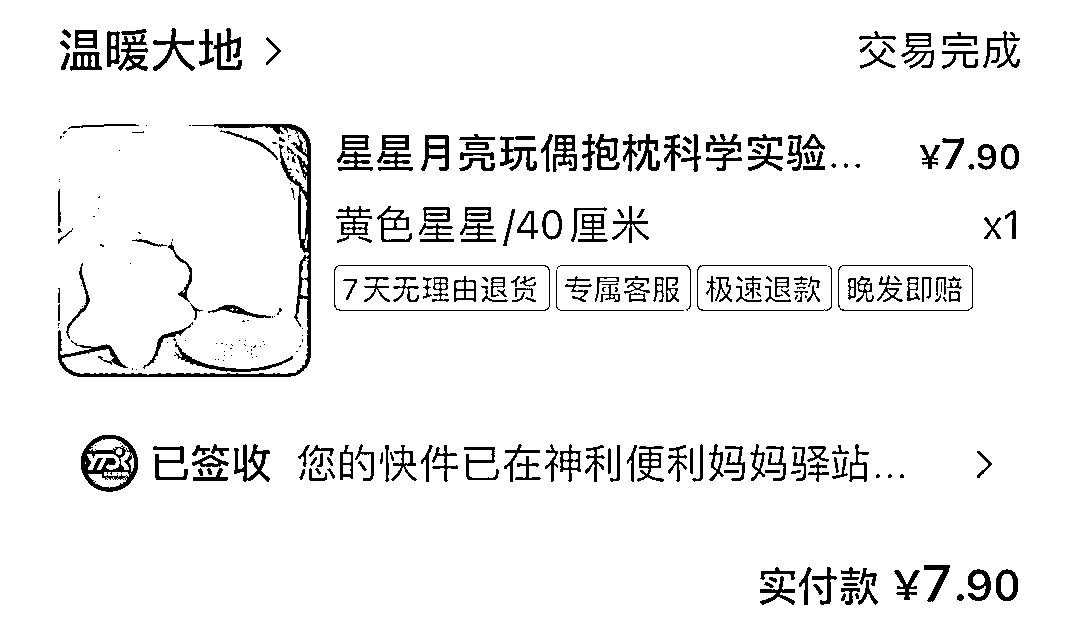 温暖大地 >
交易完成
星星月亮玩偶抱枕科学实验... ¥7.90
黄色星星/40厘米 x1
7天无理由退货 专属客服 极速退款 晚发即赔
已签收 您的快件已在神利便利妈妈驿站... >
实付款 ¥7.90